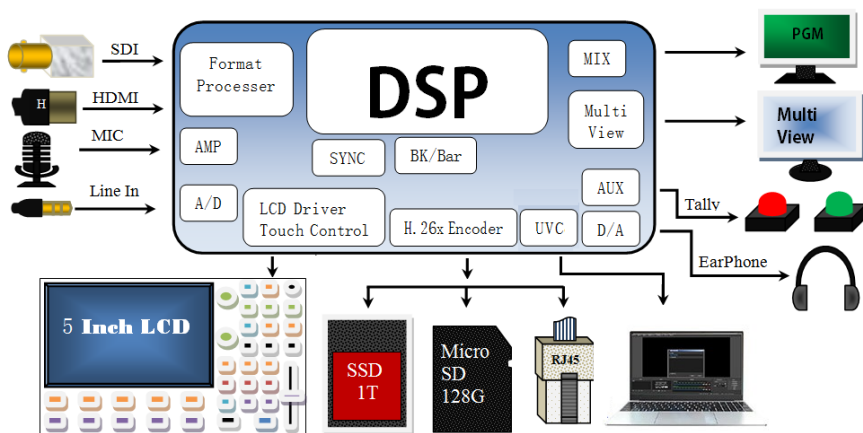 SDI
HDMI
H
MIC
Line In
Format
Processer
DSP
MIX
Multi
View
AMP
SYNC
BK/Bar
A/D
LCD Driver
Touch Control
H. 26x Encoder
UVC
AUX
D/A
PGM
Multi
View
Tally
EarPhone
5 Inch LCD
SSD
1T
Micro
SD
128G
RJ45